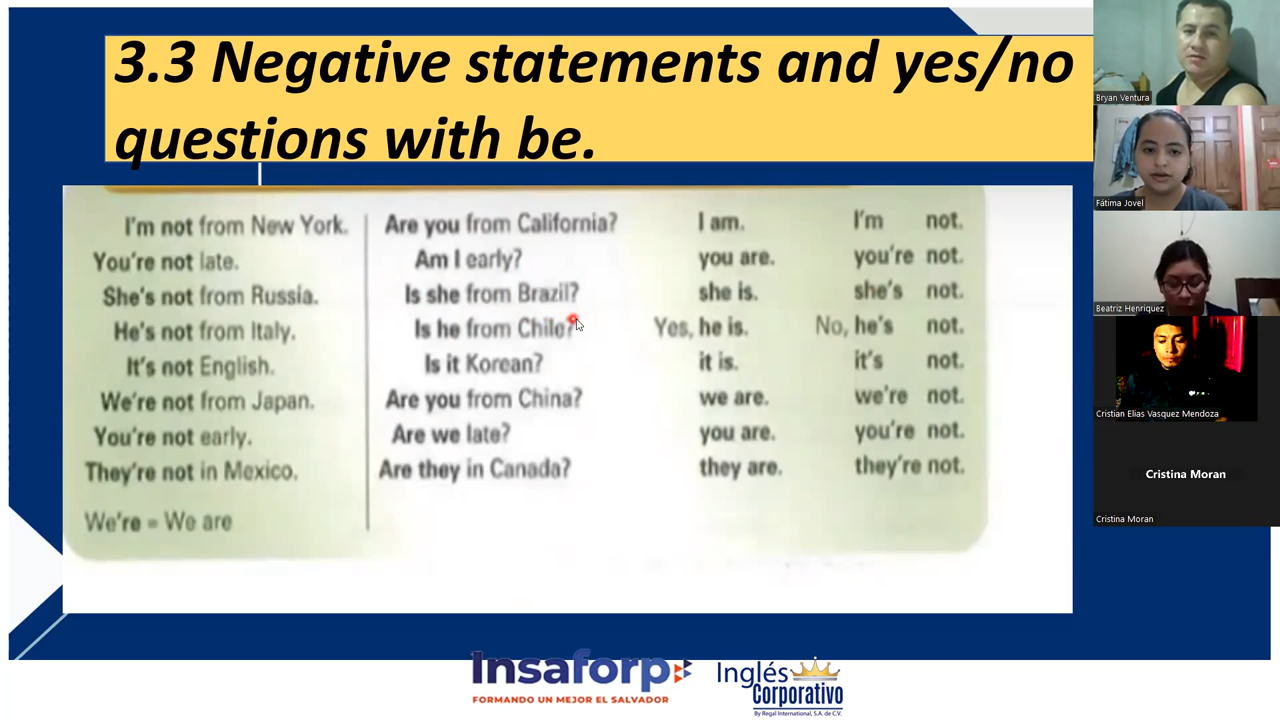 3.3 Negative statements and yes/no
questions with be.
I'm not from New York. Are you from California? I am. I'm not.
You're not late. Am I early? you are. you're not.
She's not from Russia. Is she from Brazil? she is. she's not.
He's not from Italy. Is he from Chile? Yes, he is. No, he's not.
It's not English. Is it Korean? it is. it's not.
We're not from Japan. Are you from China? we are. we're not.
You're not early. Are we late? you are. you're not.
They're not in Mexico. Are they in Canada? they are. they're not.
We're = We are
Insaforp
FORMANDO UN MEJOR EL SALVADOR
Inglés
Corporativo
By Regal International, S.A. de C.V.
Bryan Ventura
Fátima Jovel
Beatriz Henriquez
Cristian Elias Vasquez Mendoza
Cristina Moran
Cristina Moran